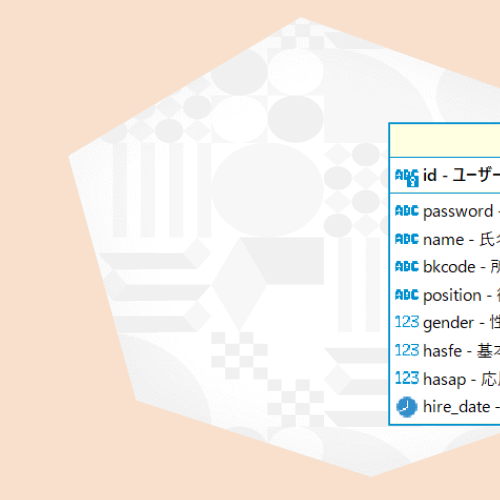 ABC id - ユーザー
ABC password -
ABC name - 氏名
ABC bkcode - 所
ABC position -
123 gender - 性
123 hasfe - 基本
123 hasap - 応
hire_date -